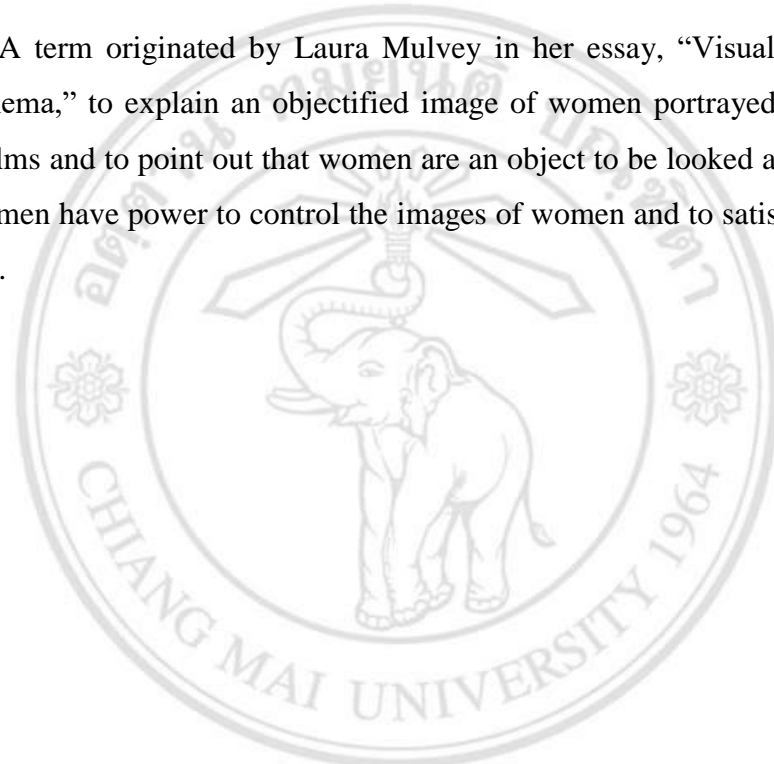 A term originated by Laura Mulvey in her essay, “Visual
nema,” to explain an objectified image of women portrayed
lms and to point out that women are an object to be looked a
men have power to control the images of women and to satis
.
CHIANG MAI UNIVERSITY 1964